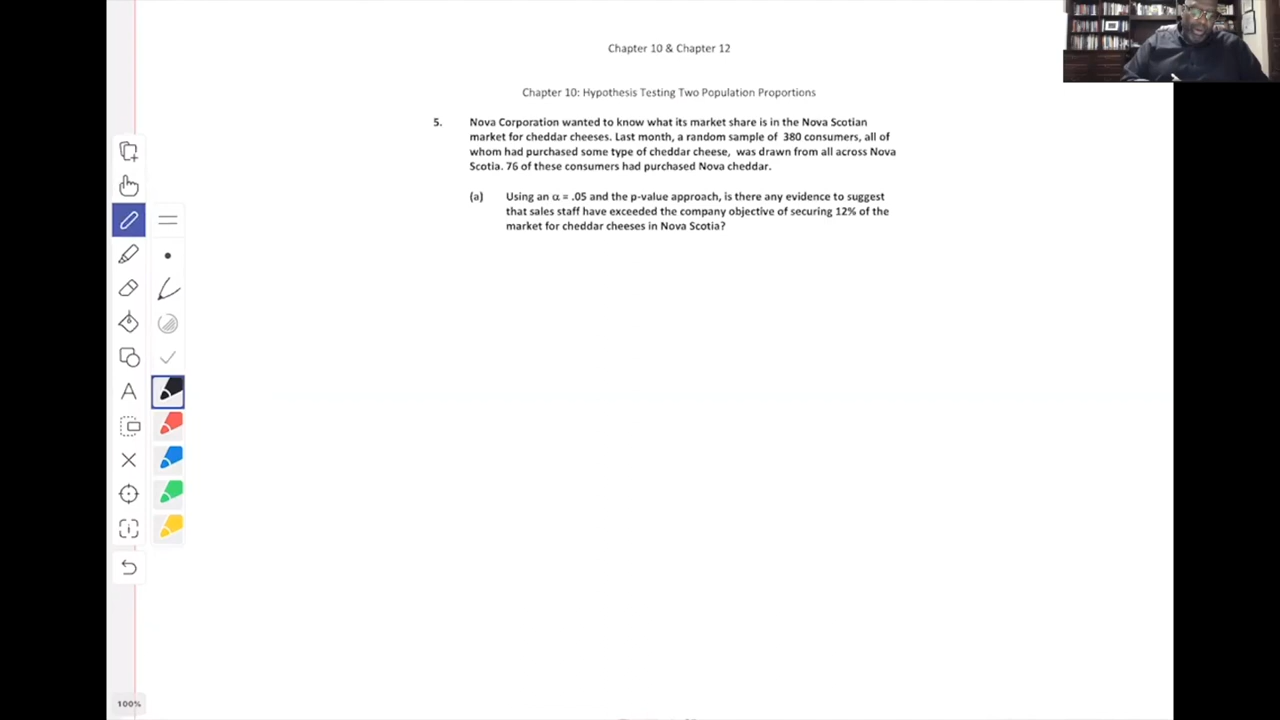 Chapter 10 & Chapter 12
Chapter 10: Hypothesis Testing Two Population Proportions
5. Nova Corporation wanted to know what its market share is in the Nova Scotian
market for cheddar cheeses. Last month, a random sample of 380 consumers, all of
whom had purchased some type of cheddar cheese, was drawn from all across Nova
Scotia. 76 of these consumers had purchased Nova cheddar.
(a) Using an α = .05 and the p-value approach, is there any evidence to suggest
that sales staff have exceeded the company objective of securing 12% of the
market for cheddar cheeses in Nova Scotia?
A
100%